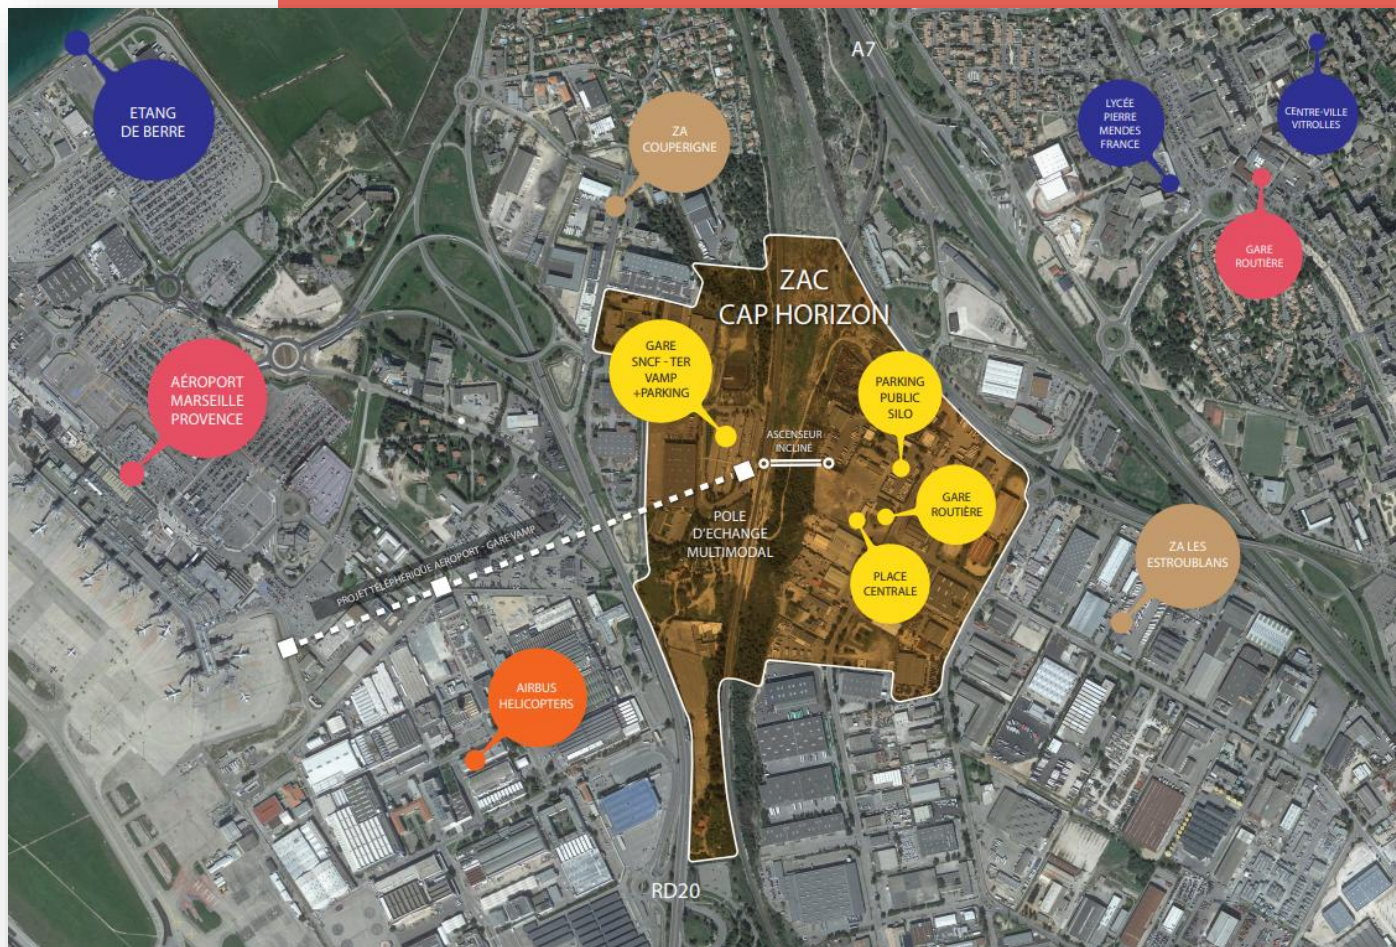 A7
ETANG
DE BERRE
ZA
COUPERIGNE
LYCÉE
PIERRE
MENDES
FRANCE
CENTRE-VILLE
VITROLLES
GARE
ROUTIÈRE
ZAC
CAP HORIZON
GARE
SNCF - TER
VAMP
+PARKING
AÉROPORT
MARSEILLE
PROVENCE
PARKING
PUBLIC
SILO
ASCENSEUR
INCLINÉ
GARE
ROUTIÈRE
POLE
D'ECHANGE
MULTIMODAL
PROJET TÉLÉPHÉRIQUE AÉROPORT - GARE VAMP
PLACE
CENTRALE
ZA LES
ESTROUBLANS
AIRBUS
HELICOPTERS
RD20